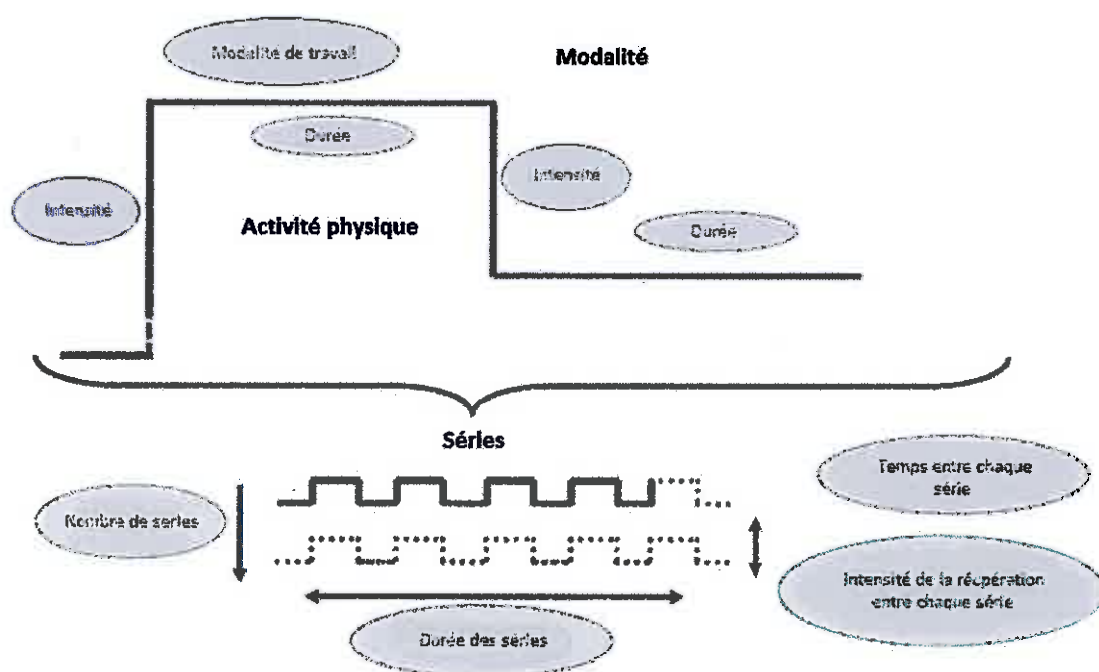 Modalité de travail
Modalité
Durée
Intensité
Intensité
Activité physique
Durée
Séries
Temps entre chaque
série
Nombre de series
Intensité de la récupération
entre chaque série
Durée des séries